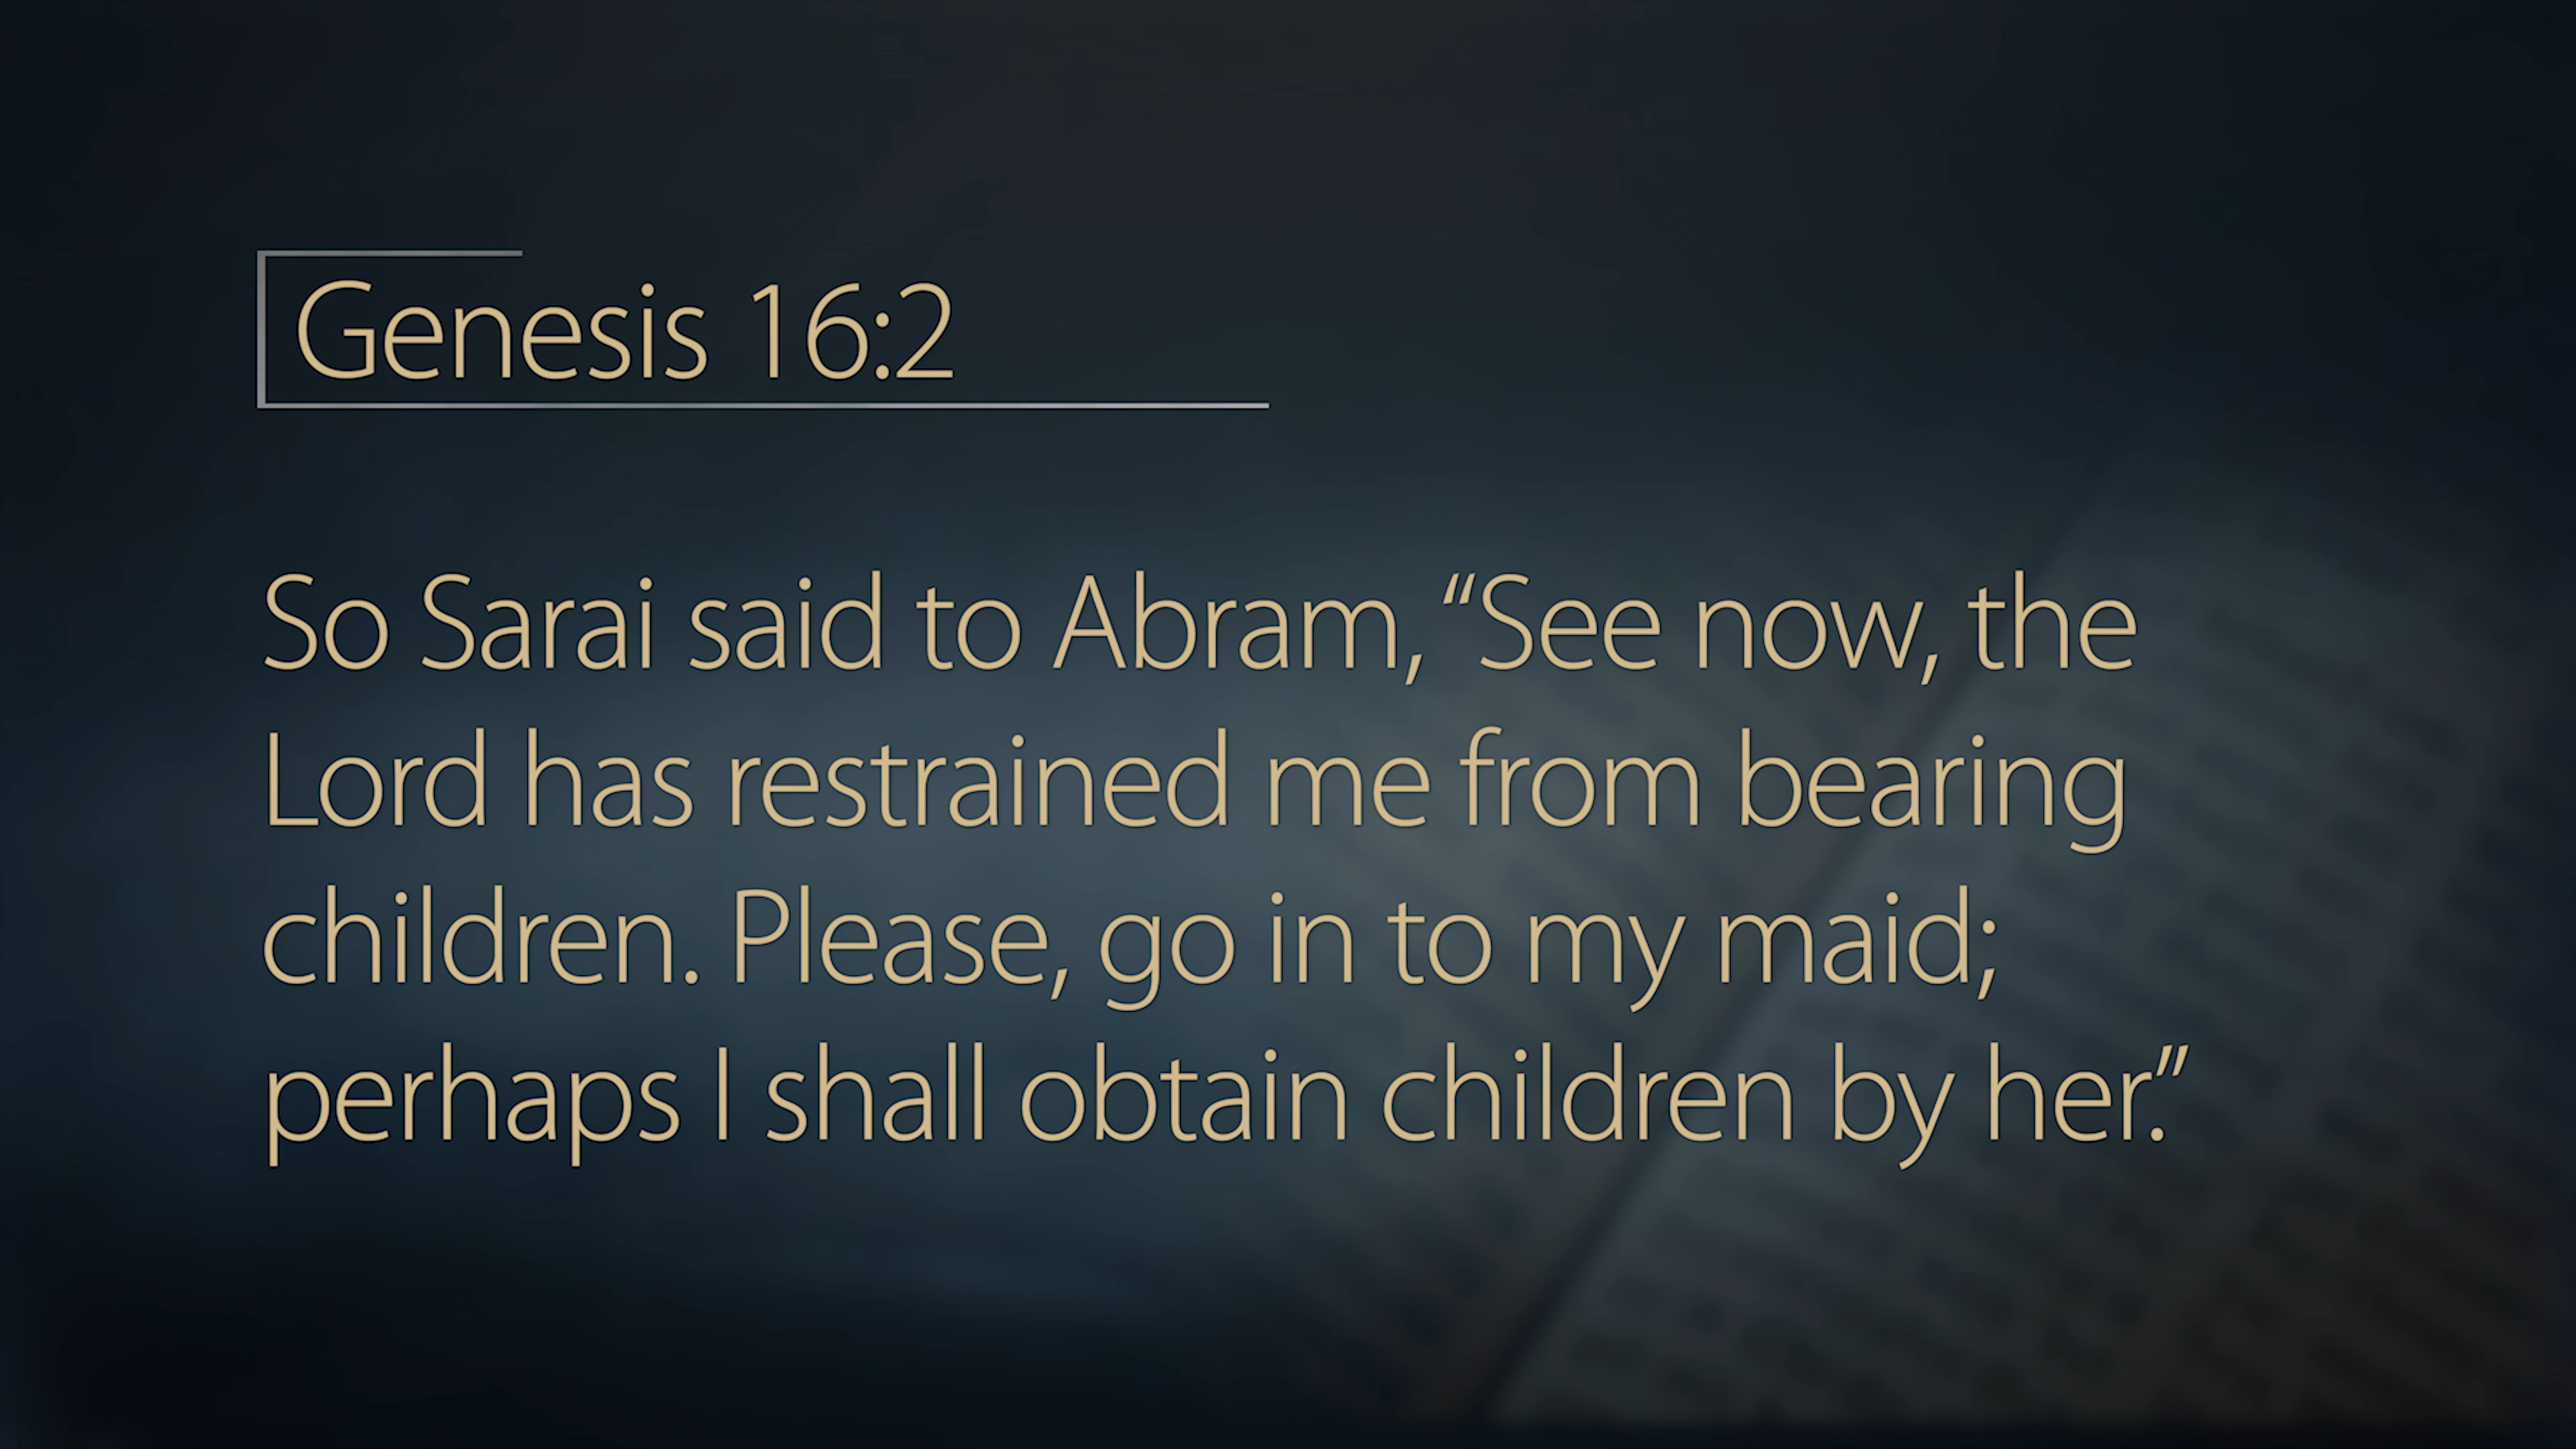 Genesis 16:2
So Sarai said to Abram, “See now, the
Lord has restrained me from bearing
children. Please, go in to my maid;
perhaps I shall obtain children by her.”